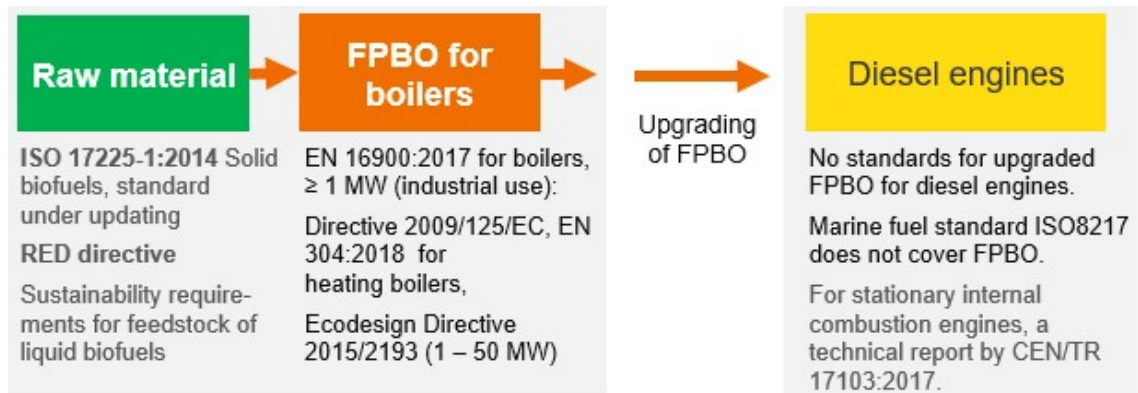 Raw material
ISO 17225-1:2014 Solid
biofuels, standard
under updating
RED directive
Sustainability require-
ments for feedstock of
liquid biofuels
FPBO for
boilers
EN 16900:2017 for boilers,
≥ 1 MW (industrial use):
Directive 2009/125/EC, EN
304:2018 for
heating boilers,
Ecodesign Directive
2015/2193 (1 – 50 MW)
Upgrading
of FPBO
Diesel engines
No standards for upgraded
FPBO for diesel engines.
Marine fuel standard ISO8217
does not cover FPBO.
For stationary internal
combustion engines, a
technical report by CEN/TR
17103:2017.